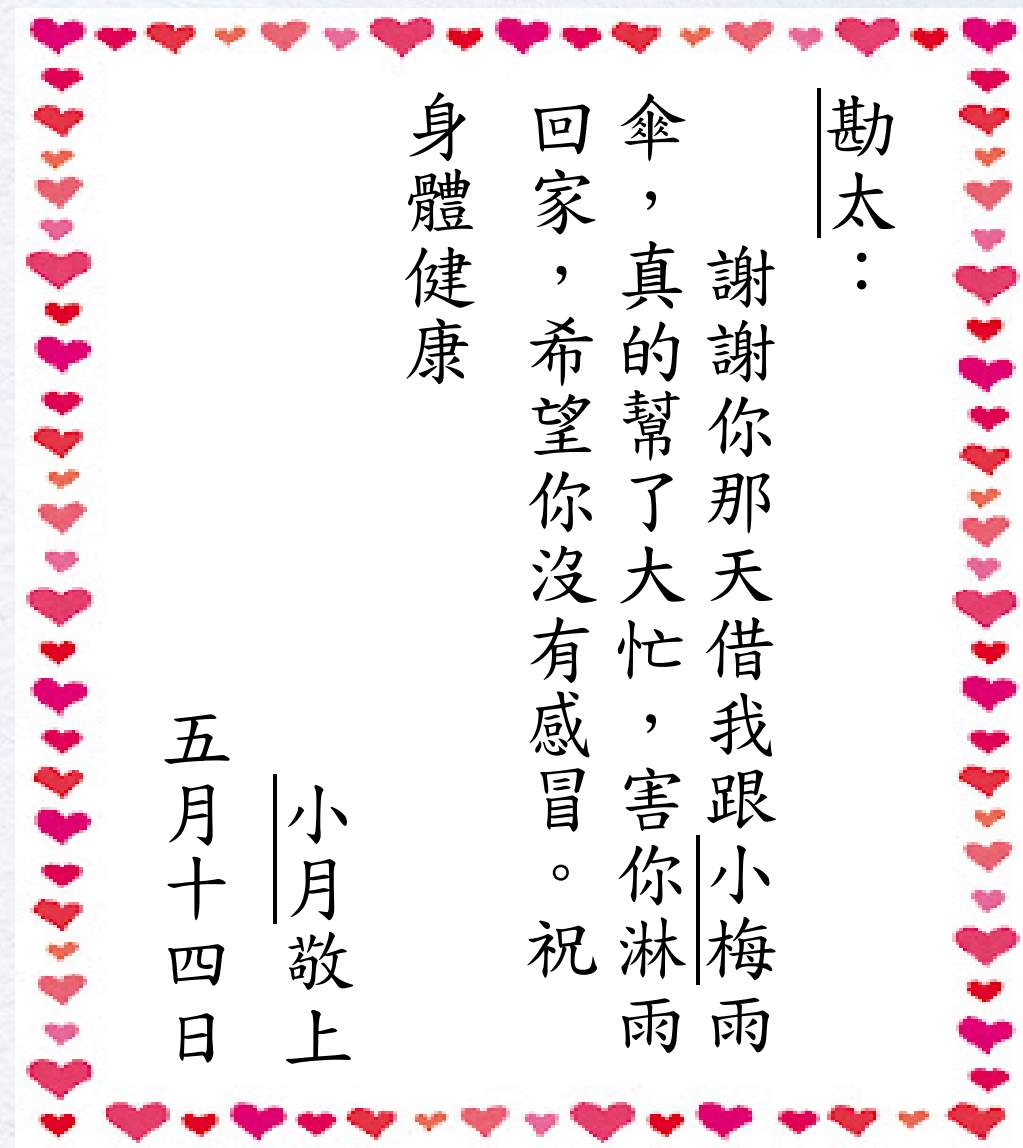 勘太：
謝謝你那天借我跟小梅雨
傘，真的幫了大忙，害你淋雨
回家，希望你沒有感冒。祝
身體健康
小月敬上
五月十四日